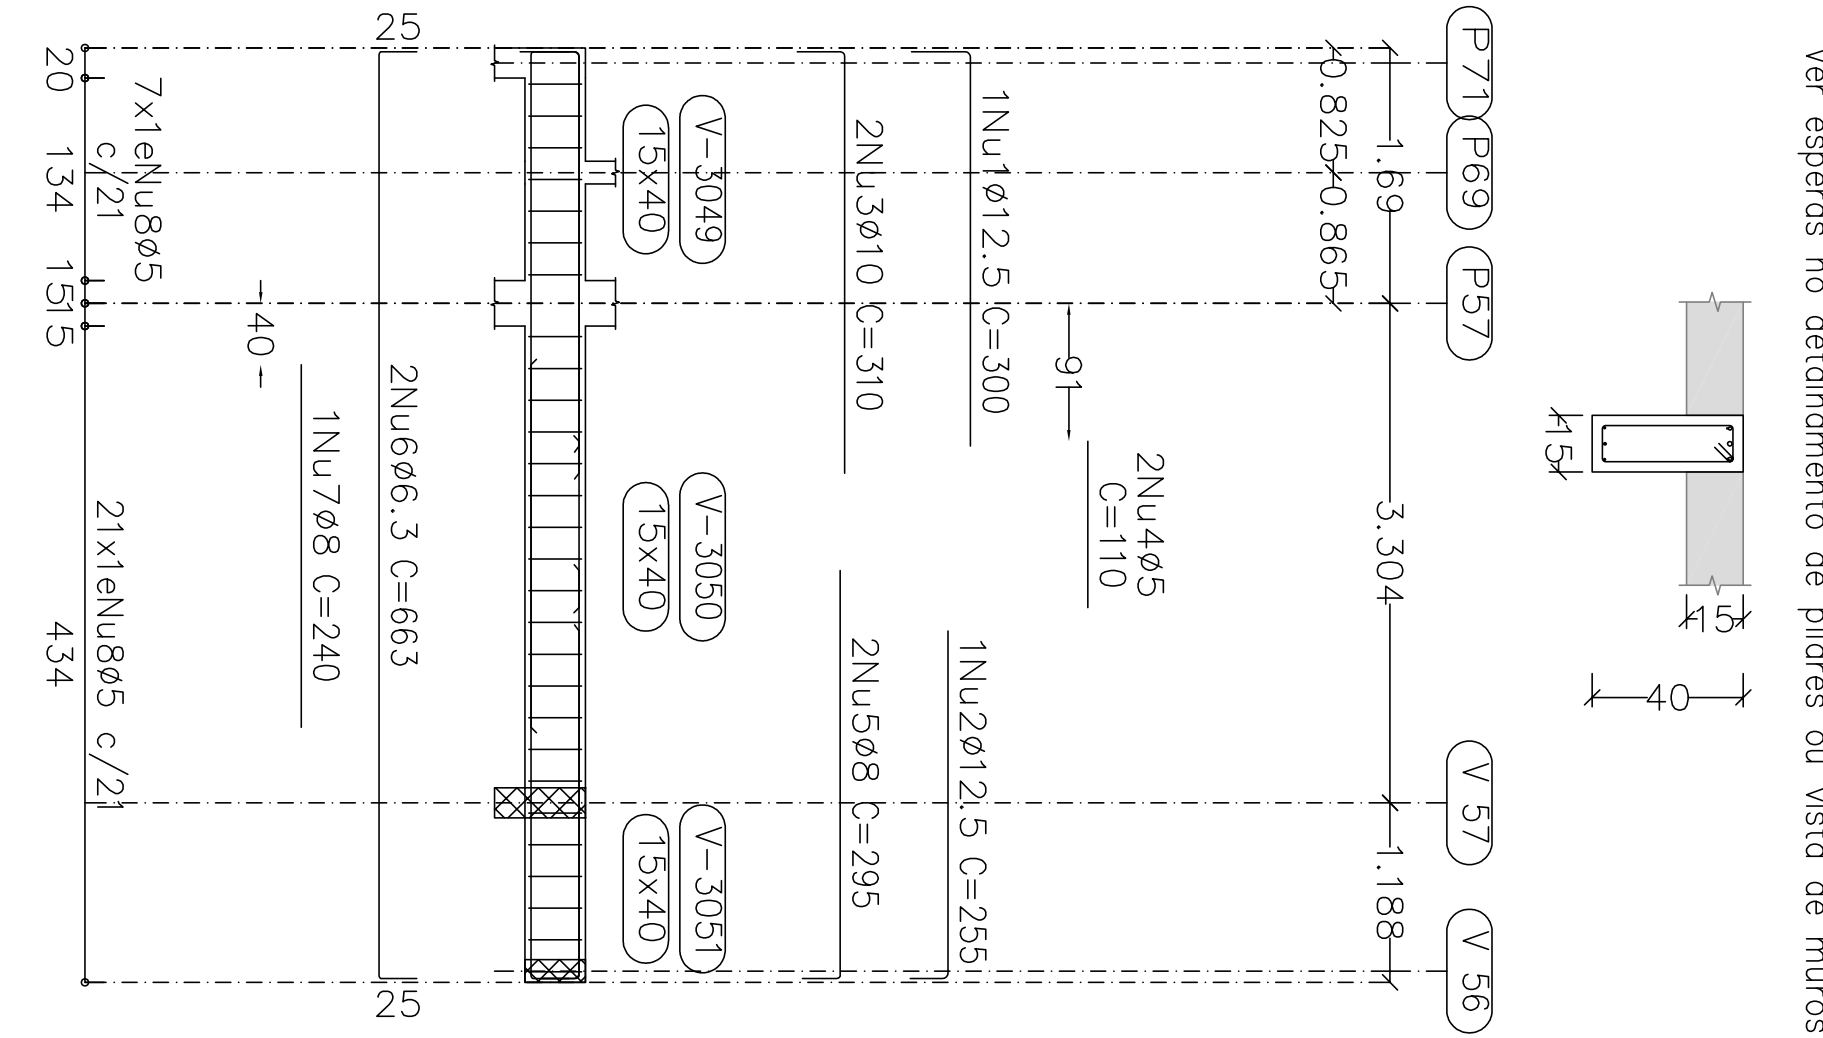 Ver esperas no detalhamento de pilares ou vista de muros
15
15
40
P71
P69
P57
V 57
V 56
1.69
3.304
1.188
0.825
0.865
2Nu4ø5
C=110
91
1Nu1ø12.5 C=300
1Nu2ø12.5 C=255
2Nu3ø10 C=310
2Nu5ø8 C=295
V-3049
15x40
V-3050
15x40
V-3051
15x40
25
2Nu6ø6.3 C=663
25
1Nu7ø8 C=240
40
7x1eNu8ø5
c/21
21x1eNu8ø5 c/21
20
134
15
15
434